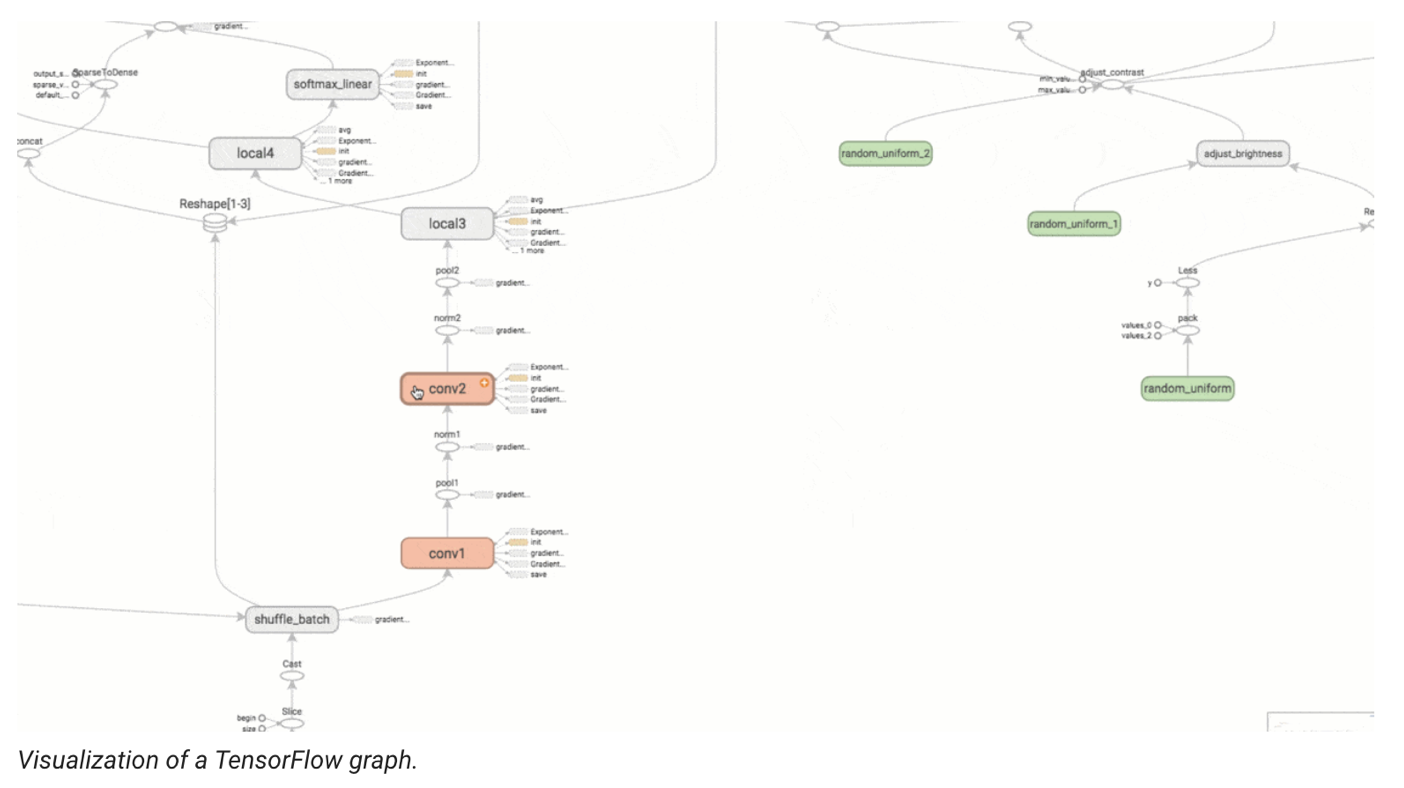 gradient...
softmax_linear
Exponent...
init
gradient...
Gradient...
save
SparseToDense
output_s...
sparse_v...
default_...
concat
local4
avg
Exponent...
init
gradient...
Gradient...
... 1 more
Reshape[1-3]
local3
avg
Exponent...
init
gradient...
Gradient...
... 1 more
pool2
gradient...
norm2
gradient...
conv2
Exponent...
init
gradient...
Gradient...
save
norm1
gradient...
pool1
gradient...
conv1
Exponent...
init
gradient...
Gradient...
save
shuffle_batch
gradient...
Cast
Slice
begin
size
adjust_contrast
min_valu...
max_valu...
random_uniform_2
adjust_brightness
random_uniform_1
Re
Less
y
pack
values_0
values_2
random_uniform
Visualization of a TensorFlow graph.